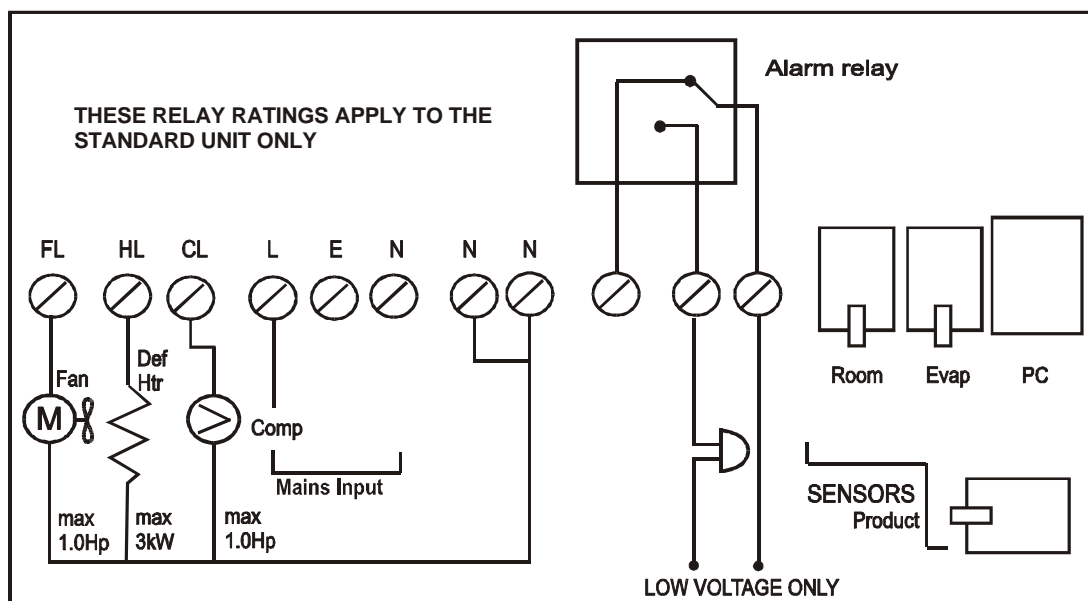 Alarm relay
THESE RELAY RATINGS APPLY TO THE
STANDARD UNIT ONLY
FL HL CL L E N N N
Def
Htr
Fan
M
Comp
Room Evap PC
Mains Input
SENSORS
Product
max
1.0Hp
max
3kW
max
1.0Hp
LOW VOLTAGE ONLY